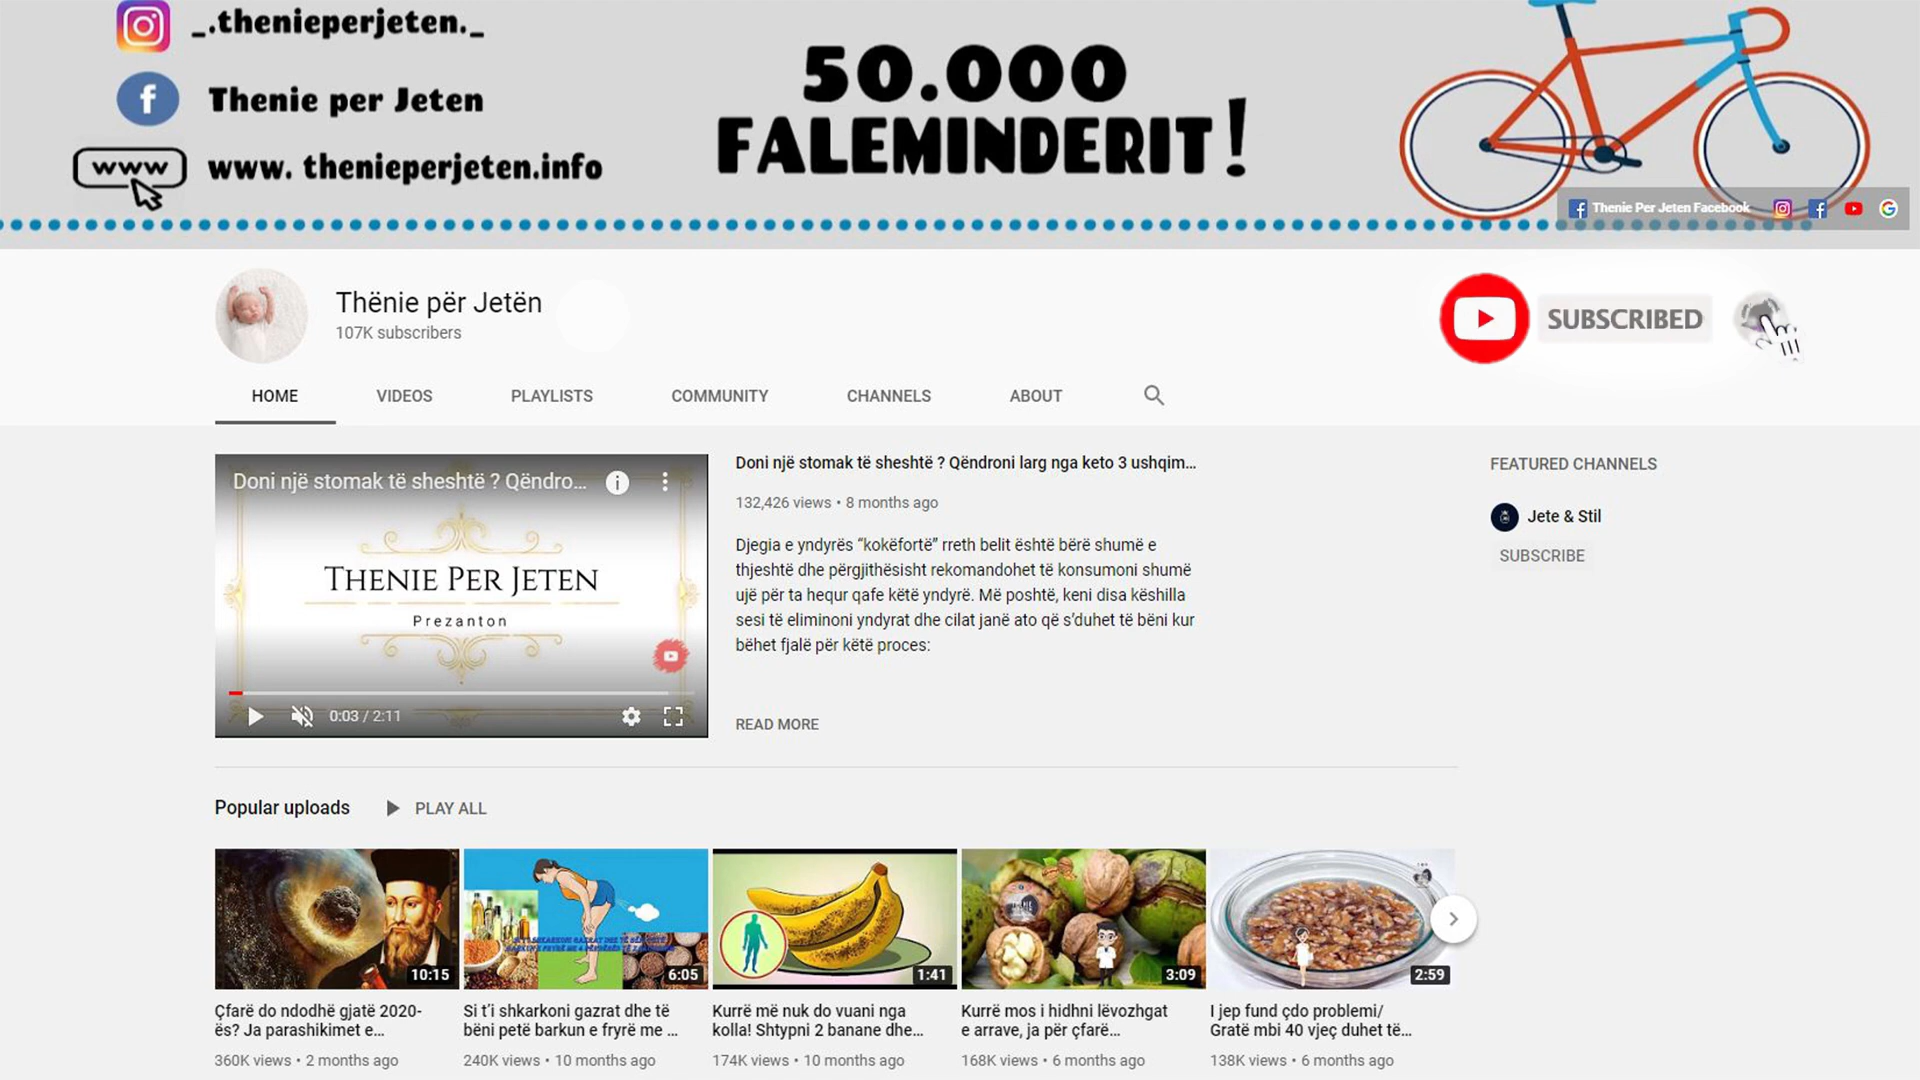 _.thenieperjeten._
Thenie per Jeten
www
www. thenieperjeten.info
50.000
FALEMINDERIT!
Thenie Per Jeten Facebook
Thënie për Jetën
107K subscribers
SUBSCRIBED
HOME
VIDEOS
PLAYLISTS
COMMUNITY
CHANNELS
ABOUT
Doni një stomak të sheshtë ? Qëndro...
THENIE PER JETEN
Prezanton
0:03 / 2:11
Doni një stomak të sheshtë ? Qëndroni larg nga keto 3 ushqim...
132,426 views • 8 months ago
Djegia e yndyrës “kokëfortë” rreth belit është bërë shumë e
thjeshtë dhe përgjithësisht rekomandohet të konsumoni shumë
ujë për ta hequr qafe këtë yndyrë. Më poshtë, keni disa këshilla
sesi të eliminoni yndyrat dhe cilat janë ato që s’duhet të bëni kur
bëhet fjalë për këtë proces:
READ MORE
FEATURED CHANNELS
Jete & Stil
SUBSCRIBE
Popular uploads
PLAY ALL
10:15
6:05
1:41
3:09
2:59
Çfarë do ndodhë gjatë 2020-
ës? Ja parashikimet e...
360K views • 2 months ago
Si t’i shkarkoni gazrat dhe të
bëni petë barkun e fryrë me ...
240K views • 10 months ago
Kurrë më nuk do vuani nga
kolla! Shtypni 2 banane dhe...
174K views • 10 months ago
Kurrë mos i hidhni lëvozhgat
e arrave, ja për çfarë...
168K views • 6 months ago
I jep fund çdo problemi/
Gratë mbi 40 vjeç duhet të...
138K views • 6 months ago